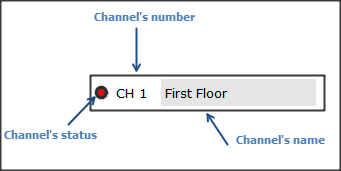 Channel's number
CH 1 First Floor
Channel's status
Channel's name